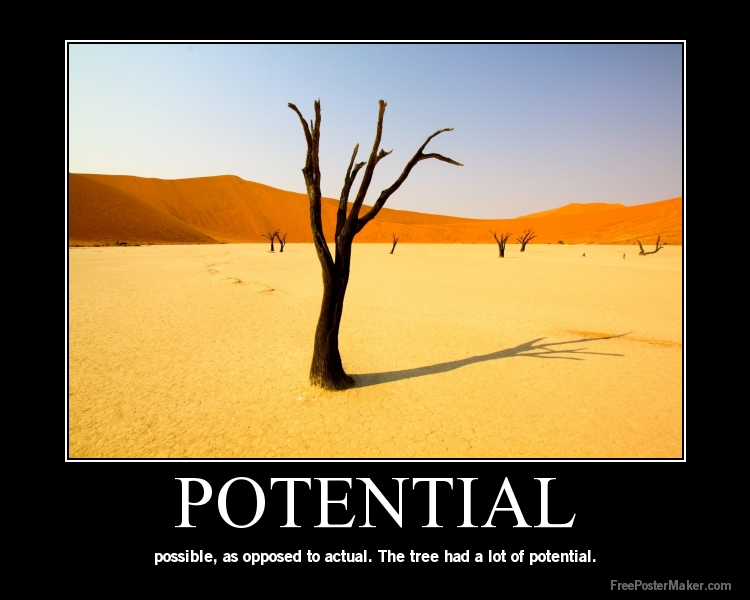 POTENTIAL
possible, as opposed to actual. The tree had a lot of potential.
FreePosterMaker.com